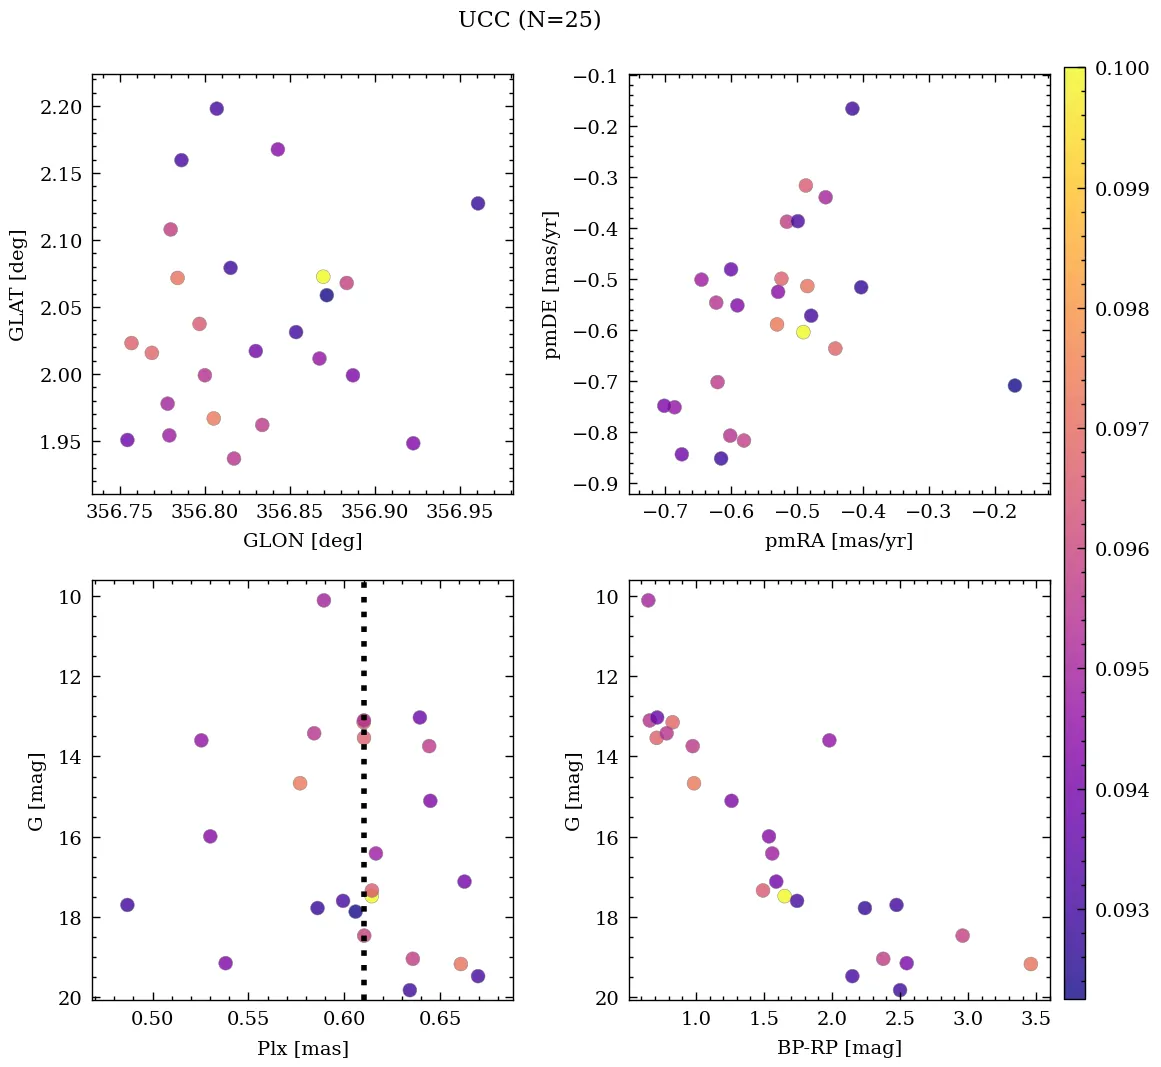 UCC (N=25)
2.20
2.15
2.10
2.05
2.00
1.95
GLAT [deg]
356.75 356.80 356.85 356.90 356.95
GLON [deg]
−0.1
−0.2
−0.3
−0.4
−0.5
−0.6
−0.7
−0.8
−0.9
pmDE [mas/yr]
−0.7 −0.6 −0.5 −0.4 −0.3 −0.2
pmRA [mas/yr]
10
12
14
16
18
20
G [mag]
0.50 0.55 0.60 0.65
Plx [mas]
10
12
14
16
18
20
G [mag]
1.0 1.5 2.0 2.5 3.0 3.5
BP-RP [mag]
0.100
0.099
0.098
0.097
0.096
0.095
0.094
0.093